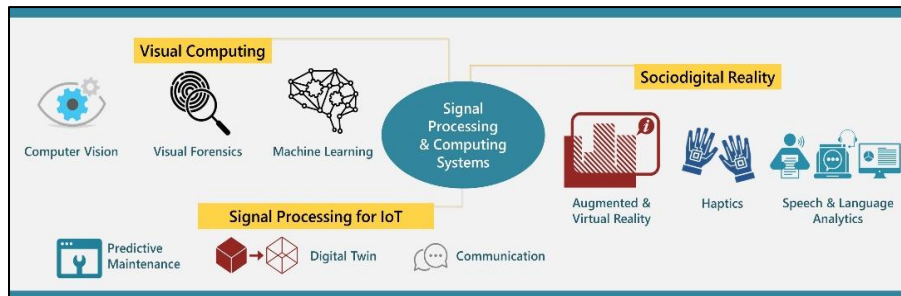 Visual Computing
Computer Vision
Visual Forensics
Machine Learning
Signal
Processing
& Computing
Systems
Sociodigital Reality
i
Augmented &
Virtual Reality
Haptics
Speech & Language
Analytics
Signal Processing for IoT
Predictive
Maintenance
Digital Twin
Communication